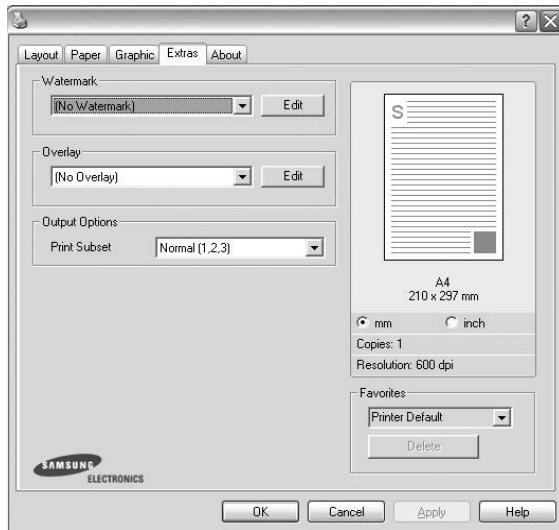 Layout Paper Graphic Extras About
Watermark
(No Watermark) Edit
Overlay
(No Overlay) Edit
Output Options
Print Subset Normal (1,2,3)
S
A4
210 x 297 mm
mm inch
Copies: 1
Resolution: 600 dpi
Favorites
Printer Default
Delete
SAMSUNG
ELECTRONICS
OK Cancel Apply Help